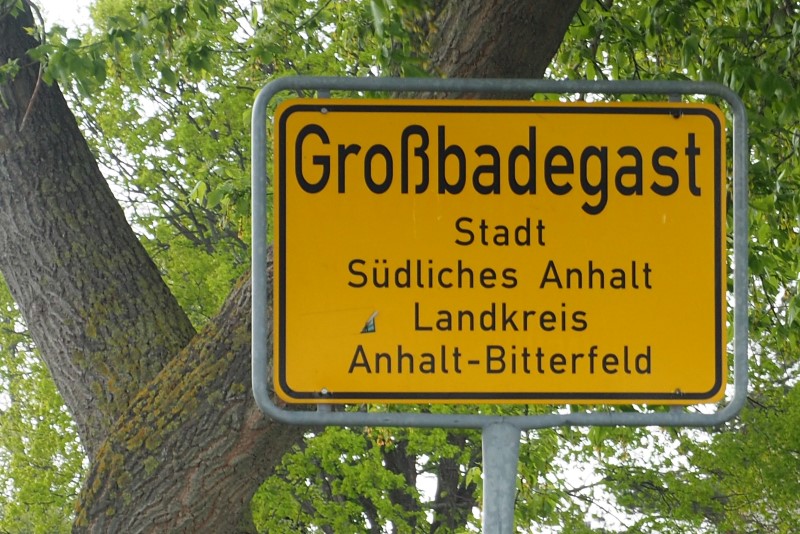 Großbadegast
Stadt
Südliches Anhalt
Landkreis
Anhalt-Bitterfeld